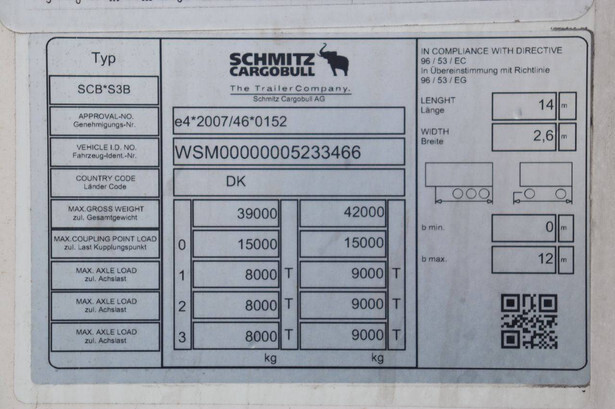 Typ
SCB*S3B
SCHMITZ
CARGOBULL
The TrailerCompany.
Schmitz Cargobull AG
APPROVAL-NO.
Genehmigungs-Nr.
e4*2007/46*0152
VEHICLE I.D. NO.
Fahrzeug-Ident.-Nr.
WSM00000005233466
COUNTRY CODE
Länder Code
DK
MAX.GROSS WEIGHT
zul. Gesamtgewicht
39000 42000
MAX.COUPLING POINT LOAD
zul. Last Kupplungspunkt
0 15000 15000
MAX. AXLE LOAD
zul. Achslast
1 8000 T 9000 T
MAX. AXLE LOAD
zul. Achslast
2 8000 T 9000 T
MAX. AXLE LOAD
zul. Achslast
3 8000 T 9000 T
kg kg
IN COMPLIANCE WITH DIRECTIVE
96 / 53 / EC
in Übereinstimmung mit Richtlinie
96 / 53 / EG
LENGHT
Länge
14 m
WIDTH
Breite
2,6 m
b min. 0 m
b max. 12 m